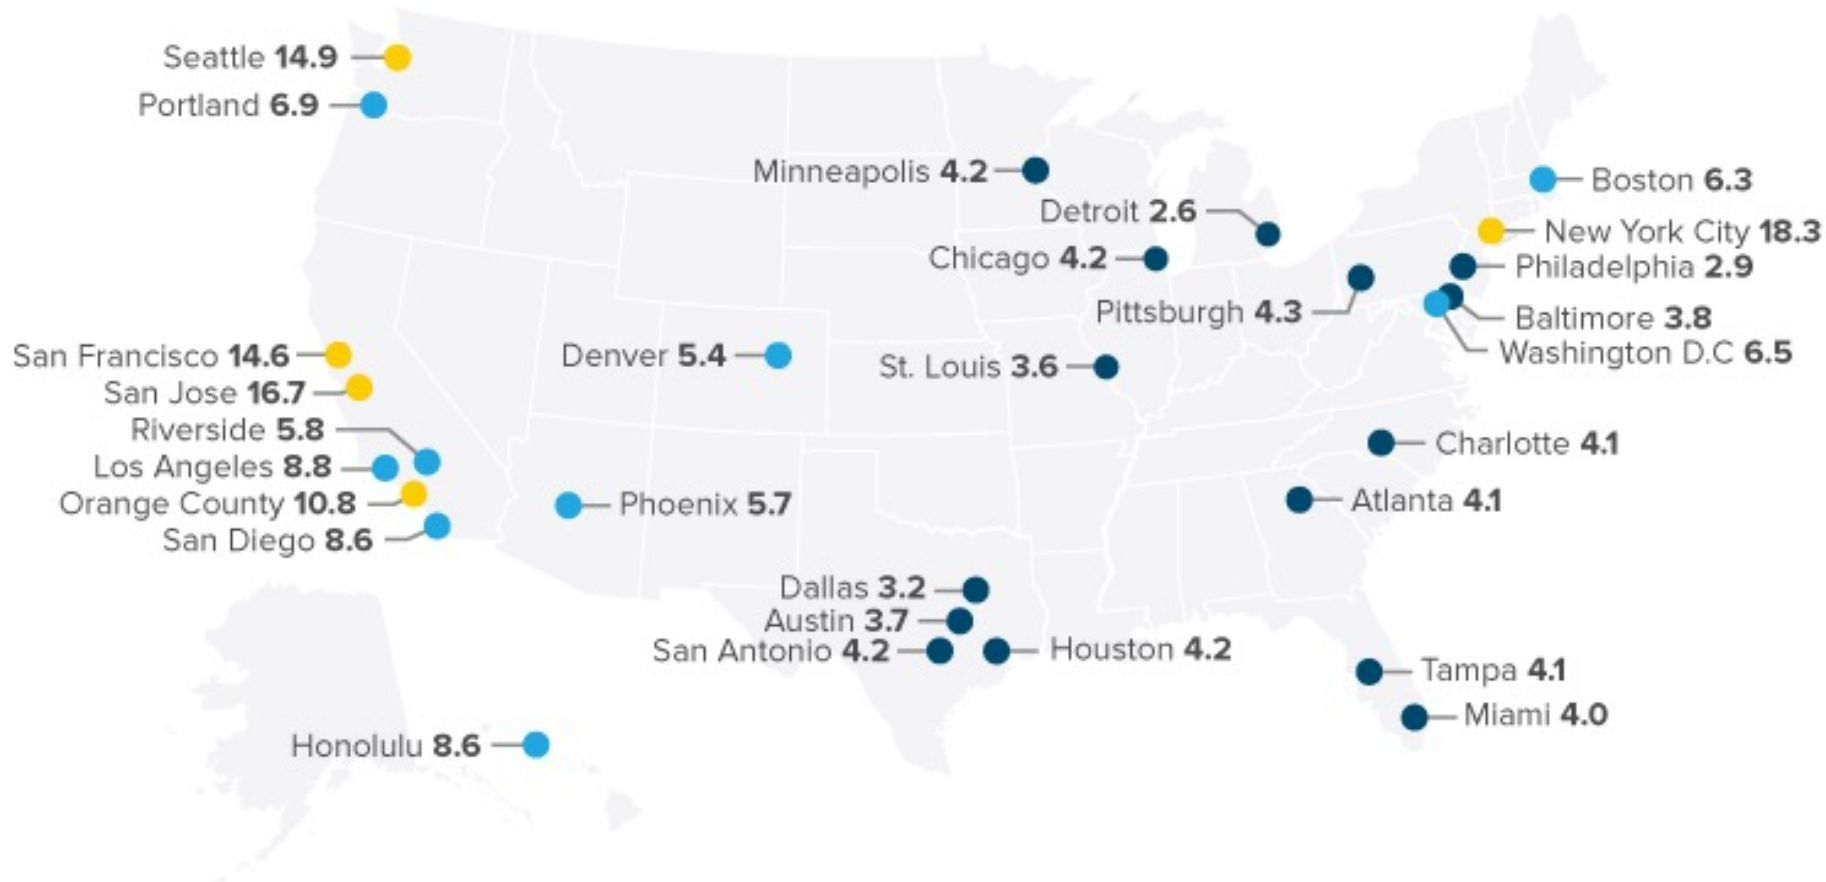 Seattle 14.9
Portland 6.9
Minneapolis 4.2
Boston 6.3
Detroit 2.6
New York City 18.3
Chicago 4.2
Philadelphia 2.9
Pittsburgh 4.3
Baltimore 3.8
Washington D.C 6.5
San Francisco 14.6
Denver 5.4
St. Louis 3.6
San Jose 16.7
Riverside 5.8
Charlotte 4.1
Los Angeles 8.8
Orange County 10.8
Phoenix 5.7
Atlanta 4.1
San Diego 8.6
Dallas 3.2
Austin 3.7
San Antonio 4.2
Houston 4.2
Tampa 4.1
Miami 4.0
Honolulu 8.6